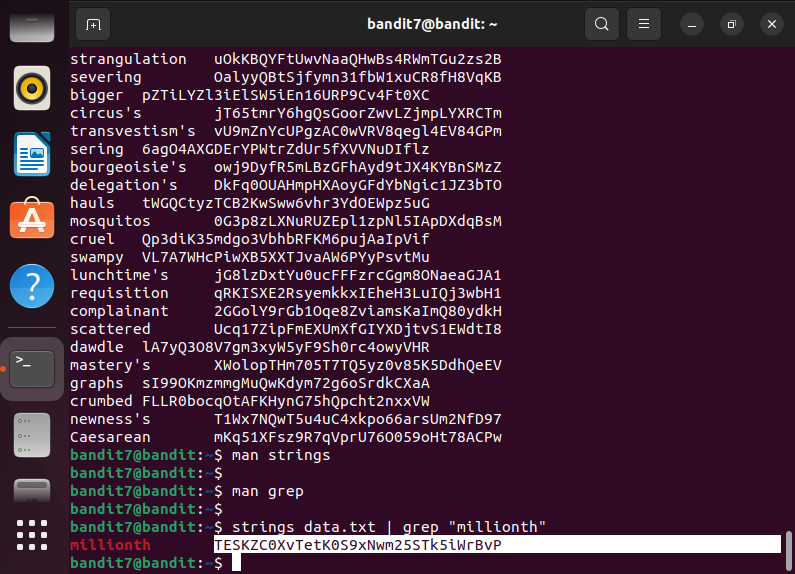 bandit7@bandit: ~
strangulation uOkKBQYFtUwvNaaQHwBs4RWmTGu2zs2B
severing OalyyQBtSjfymn31fbW1xuCR8fH8VqKB
bigger pZTiLYZl3iElSW5iEn16URP9Cv4Ft0XC
circus's jT65tmrY6hgQsGoorZwvLZjmpLYXRCTm
transvestism's vU9mZnYcUPgzAC0wVRV8qegl4EV84GPm
sering 6agO4AXGDErYPWtrZdUr5fXVVNuDIflz
bourgeoisie's owj9DyfR5mLBzGFhAyd9tJX4KYBnSMzZ
delegation's DkFq0OUAHmpHXAoyGFdYbNgic1JZ3bTO
hauls tWGQCtyzTCB2KwSww6vhr3YdOEWpz5uG
mosquitos 0G3p8zLXNuRUZEpl1zpNl5IApDXdqBsM
cruel Qp3diK35mdgo3VbhbRFKM6pujAaIpVif
swampy VL7A7WHcPiwXB5XXTJvaAW6PYyPsvtMu
lunchtime's jG8lzDxtYu0ucFFFzrcGgm8ONaeaGJA1
requisition qRKISXE2RsyemkkxIEheH3LuIQj3wbH1
complainant 2GGolY9rGb1Oqe8ZviamsKaImQ80ydkH
scattered Ucq17ZipFmEXUmXfGIYXDjtvS1EWdtI8
dawdle lA7yQ3O8V7gm3xyW5yF9Sh0rc4owyVHR
mastery's XWolopTHm705T7TQ5yz0v85K5DdhQeEV
graphs sI99OKmzmmgMuQwKdym72g6oSrdkCXaA
crumbed FLLR0bocqOtAFKHynG75hQpcht2nxxVW
newness's T1Wx7NQwT5u4uC4xkpo66arsUm2NfD97
Caesarean mKq51XFsz9R7qVprU76O059oHt78ACPw
bandit7@bandit:~$ man strings
bandit7@bandit:~$
bandit7@bandit:~$ man grep
bandit7@bandit:~$
bandit7@bandit:~$ strings data.txt | grep "millionth"
millionth TESKZC0XvTetK0S9xNwm25STk5iWrBvP
bandit7@bandit:~$